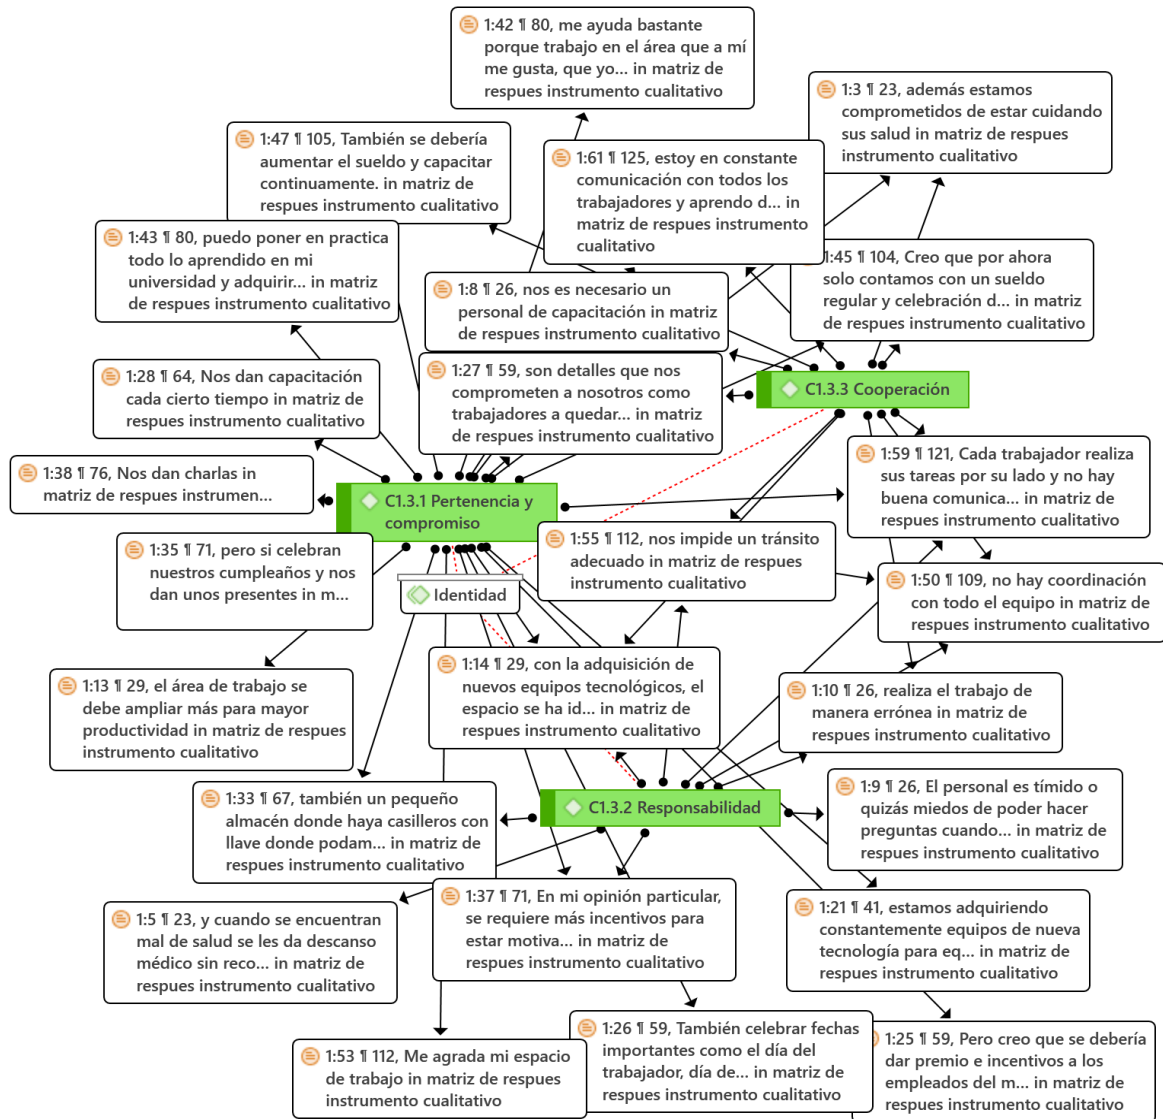 1:42 ¶ 80, me ayuda bastante
porque trabajo en el área que a mí
me gusta, que yo... in matriz de
respues instrumento cualitativo
1:3 ¶ 23, además estamos
comprometidos de estar cuidando
sus salud in matriz de respues
instrumento cualitativo
1:47 ¶ 105, También se debería
aumentar el sueldo y capacitar
continuamente. in matriz de
respues instrumento cualitativo
1:61 ¶ 125, estoy en constante
comunicación con todos los
trabajadores y aprendo d... in
matriz de respues instrumento
cualitativo
1:43 ¶ 80, puedo poner en practica
todo lo aprendido en mi
universidad y adquirir... in matriz
de respues instrumento cualitativo
1:45 ¶ 104, Creo que por ahora
solo contamos con un sueldo
regular y celebración d... in matriz
de respues instrumento cualitativo
1:8 ¶ 26, nos es necesario un
personal de capacitación in matriz
de respues instrumento cualitativo
1:28 ¶ 64, Nos dan capacitación
cada cierto tiempo in matriz de
respues instrumento cualitativo
1:27 ¶ 59, son detalles que nos
comprometen a nosotros como
trabajadores a quedar... in matriz
de respues instrumento cualitativo
C1.3.3 Cooperación
1:59 ¶ 121, Cada trabajador realiza
sus tareas por su lado y no hay
buena comunica... in matriz de
respues instrumento cualitativo
1:38 ¶ 76, Nos dan charlas in
matriz de respues instrumen...
C1.3.1 Pertenencia y
compromiso
1:55 ¶ 112, nos impide un tránsito
adecuado in matriz de respues
instrumento cualitativo
1:35 ¶ 71, pero si celebran
nuestros cumpleaños y nos
dan unos presentes in m...
Identidad
1:50 ¶ 109, no hay coordinación
con todo el equipo in matriz de
respues instrumento cualitativo
1:14 ¶ 29, con la adquisición de
nuevos equipos tecnológicos, el
espacio se ha id... in matriz de
respues instrumento cualitativo
1:13 ¶ 29, el área de trabajo se
debe ampliar más para mayor
productividad in matriz de respues
instrumento cualitativo
1:10 ¶ 26, realiza el trabajo de
manera errónea in matriz de
respues instrumento cualitativo
1:33 ¶ 67, también un pequeño
almacén donde haya casilleros con
llave donde podam... in matriz de
respues instrumento cualitativo
C1.3.2 Responsabilidad
1:9 ¶ 26, El personal es tímido o
quizás miedos de poder hacer
preguntas cuando... in matriz de
respues instrumento cualitativo
1:5 ¶ 23, y cuando se encuentran
mal de salud se les da descanso
médico sin reco... in matriz de
respues instrumento cualitativo
1:37 ¶ 71, En mi opinión particular,
se requiere más incentivos para
estar motiva... in matriz de
respues instrumento cualitativo
1:21 ¶ 41, estamos adquiriendo
constantemente equipos de nueva
tecnología para eq... in matriz de
respues instrumento cualitativo
1:53 ¶ 112, Me agrada mi espacio
de trabajo in matriz de respues
instrumento cualitativo
1:26 ¶ 59, También celebrar fechas
importantes como el día del
trabajador, día de... in matriz de
respues instrumento cualitativo
1:25 ¶ 59, Pero creo que se debería
dar premio e incentivos a los
empleados del m... in matriz de
respues instrumento cualitativo